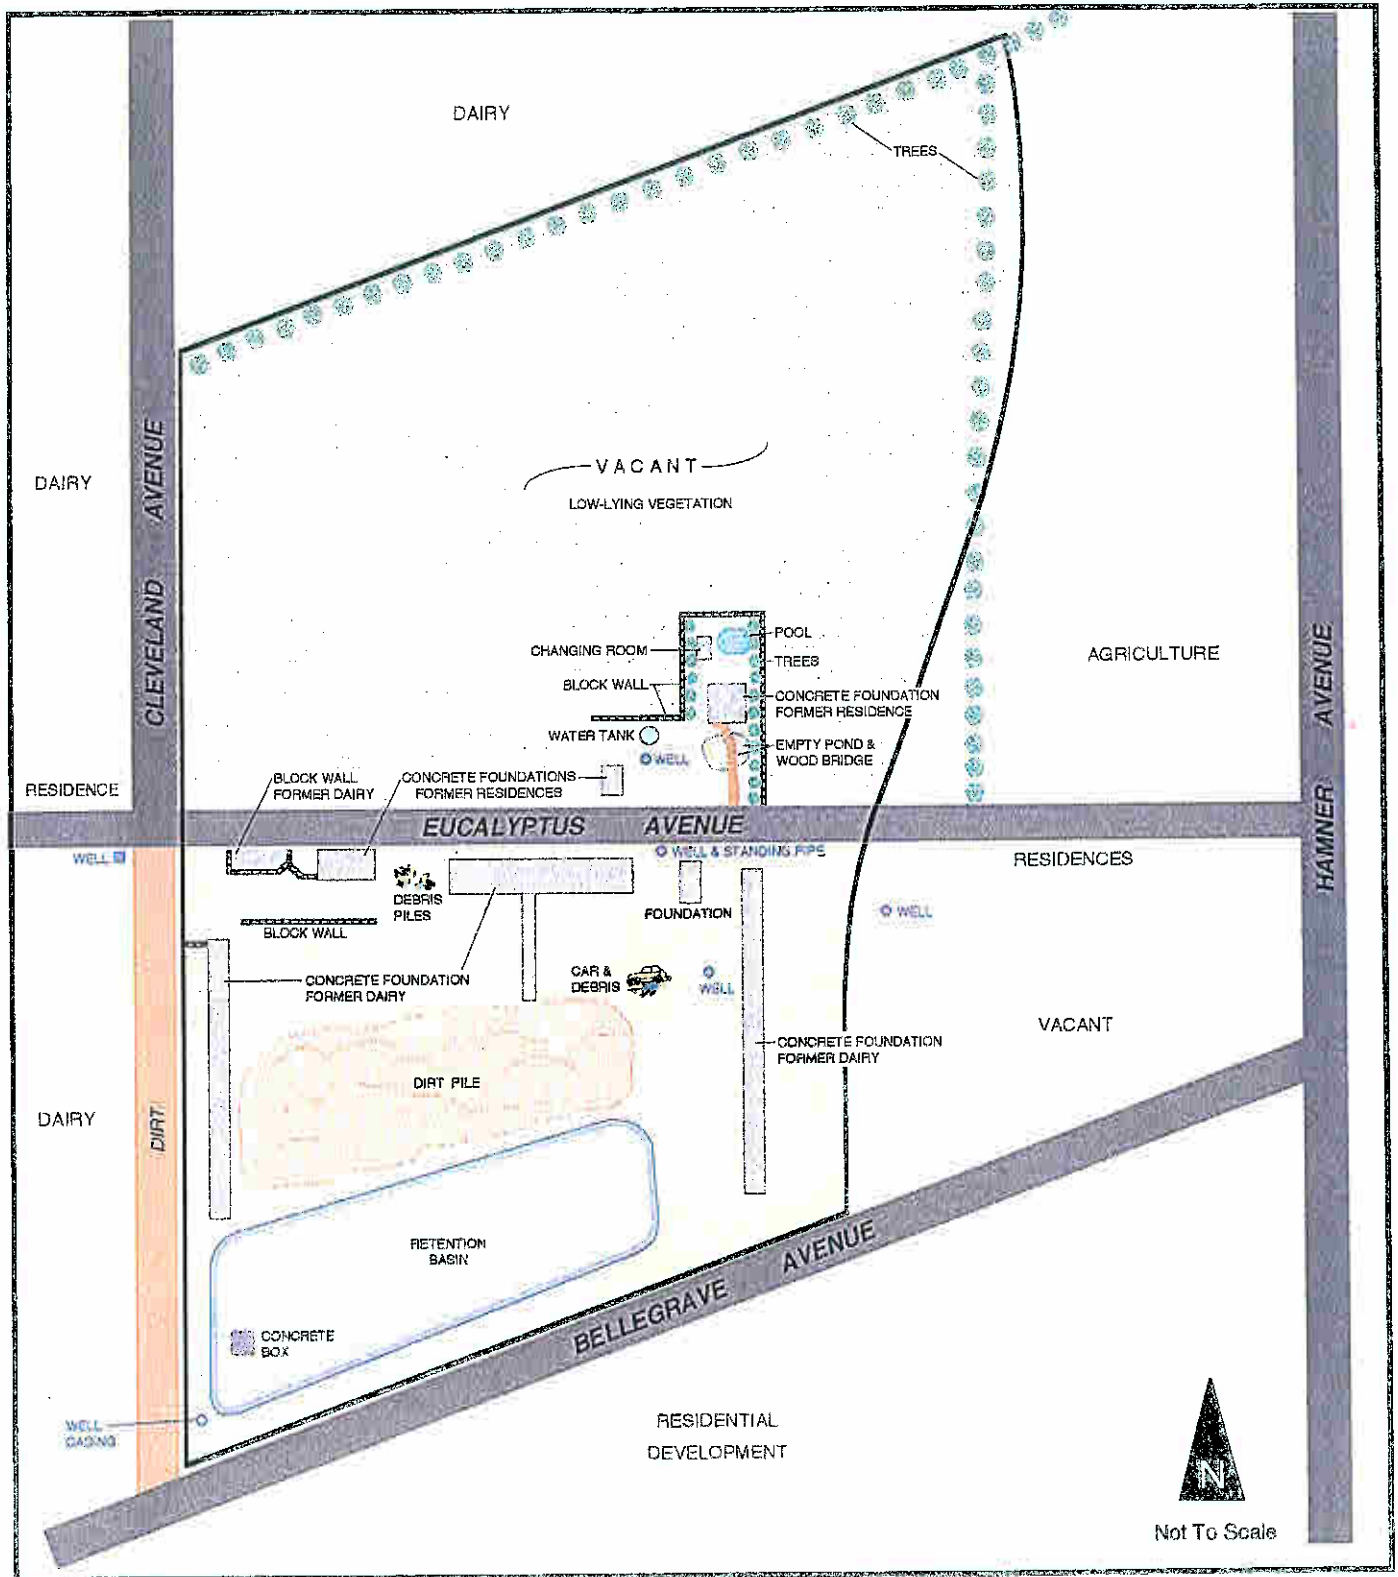 DAIRY
TREES
CLEVELAND AVENUE
DAIRY
VACANT
LOW-LYING VEGETATION
POOL
CHANGING ROOM
TREES
BLOCK WALL
CONCRETE FOUNDATION
FORMER RESIDENCE
WATER TANK
EMPTY POND &
WOOD BRIDGE
WELL
AGRICULTURE
HAMNER AVENUE
RESIDENCE
BLOCK WALL
FORMER DAIRY
CONCRETE FOUNDATIONS
FORMER RESIDENCES
EUCALYPTUS AVENUE
WELL
WELL & STANDING PIPE
RESIDENCES
DEBRIS
PILES
FOUNDATION
WELL
BLOCK WALL
CONCRETE FOUNDATION
FORMER DAIRY
CAR &
DEBRIS
WELL
VACANT
CONCRETE FOUNDATION
FORMER DAIRY
DIRT PILE
DAIRY
DIRT
RETENTION
BASIN
BELLEGRAVE AVENUE
CONCRETE
BOX
WELL
CASING
RESIDENTIAL
DEVELOPMENT
N
Not To Scale